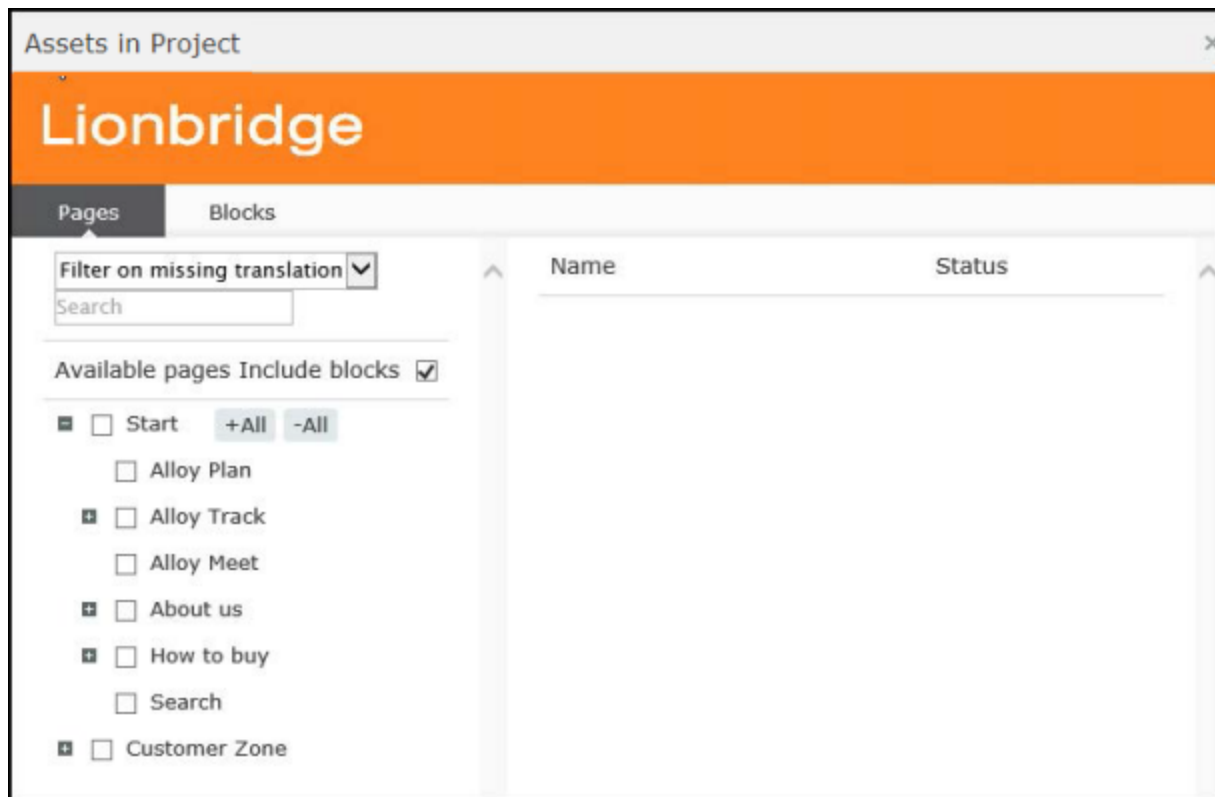 Assets in Project
Lionbridge
Pages Blocks
Filter on missing translation
Search
Name Status
Available pages Include blocks
Start +All -All
Alloy Plan
Alloy Track
Alloy Meet
About us
How to buy
Search
Customer Zone